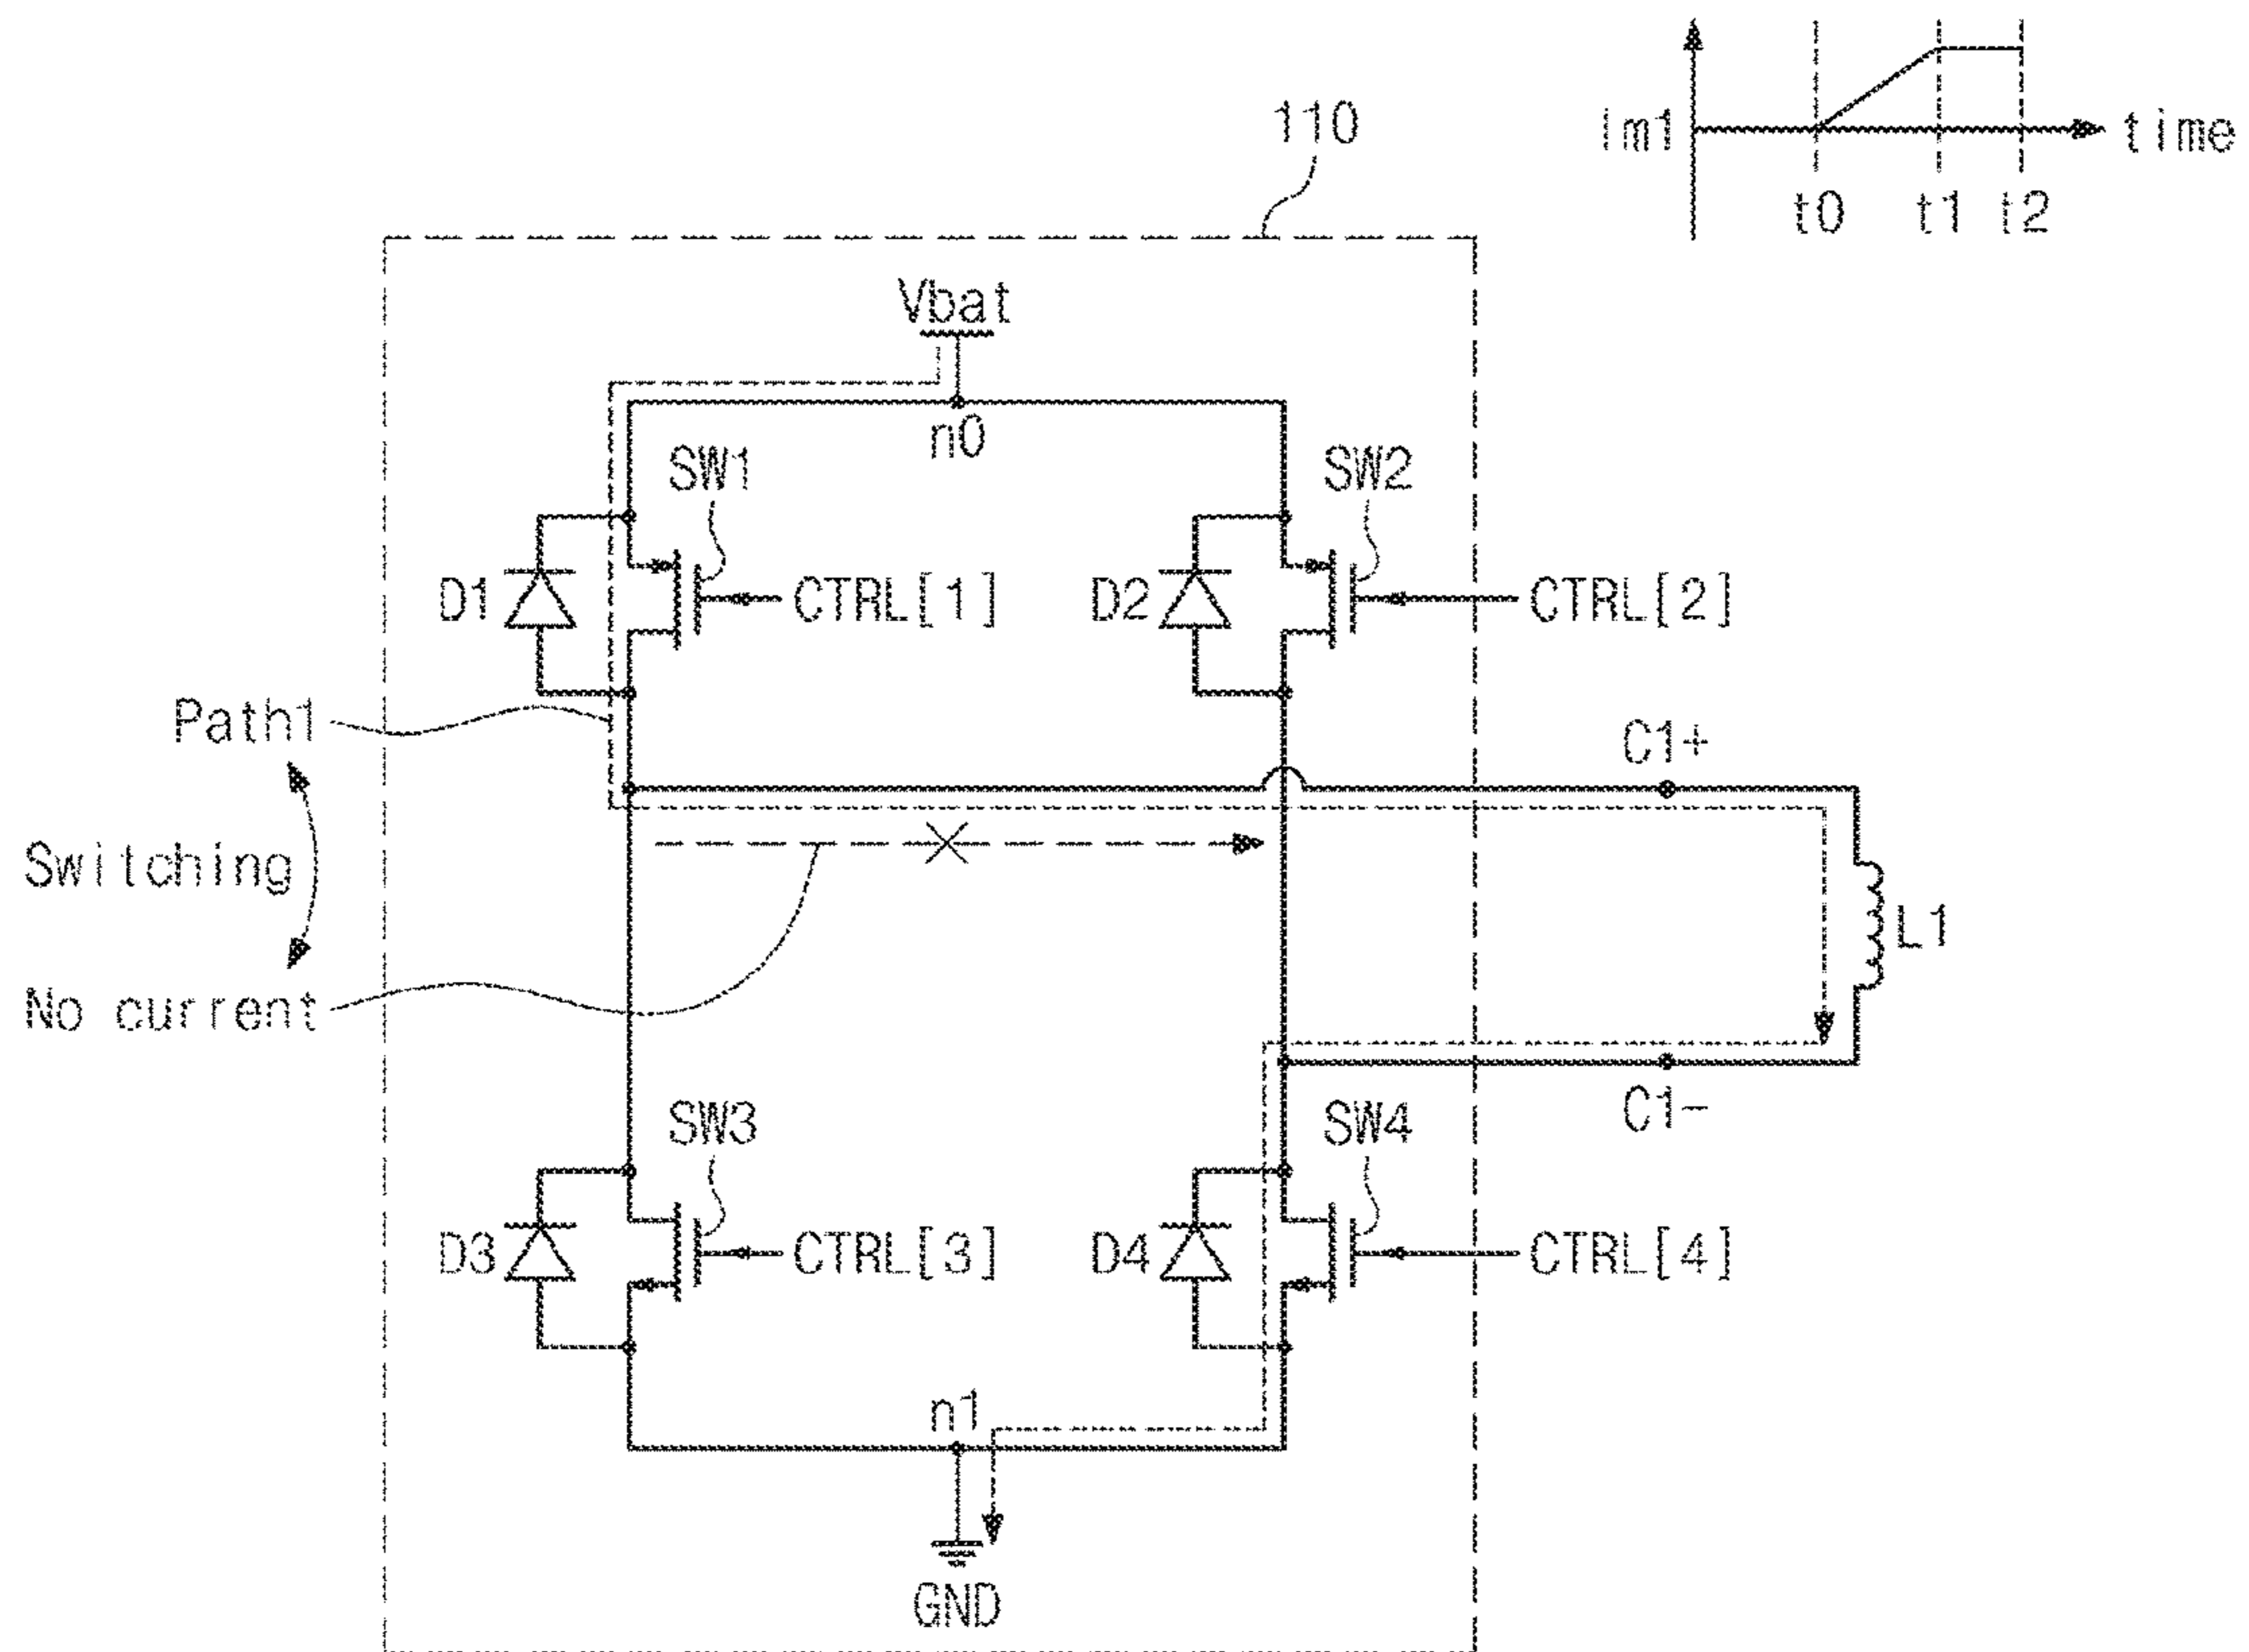 Im1
time
t0
t1
t2
110
Vbat
n0
SW1
SW2
D1
CTRL[1]
D2
CTRL[2]
Path1
C1+
Switching
L1
No current
C1-
SW3
SW4
D3
CTRL[3]
D4
CTRL[4]
n1
GND